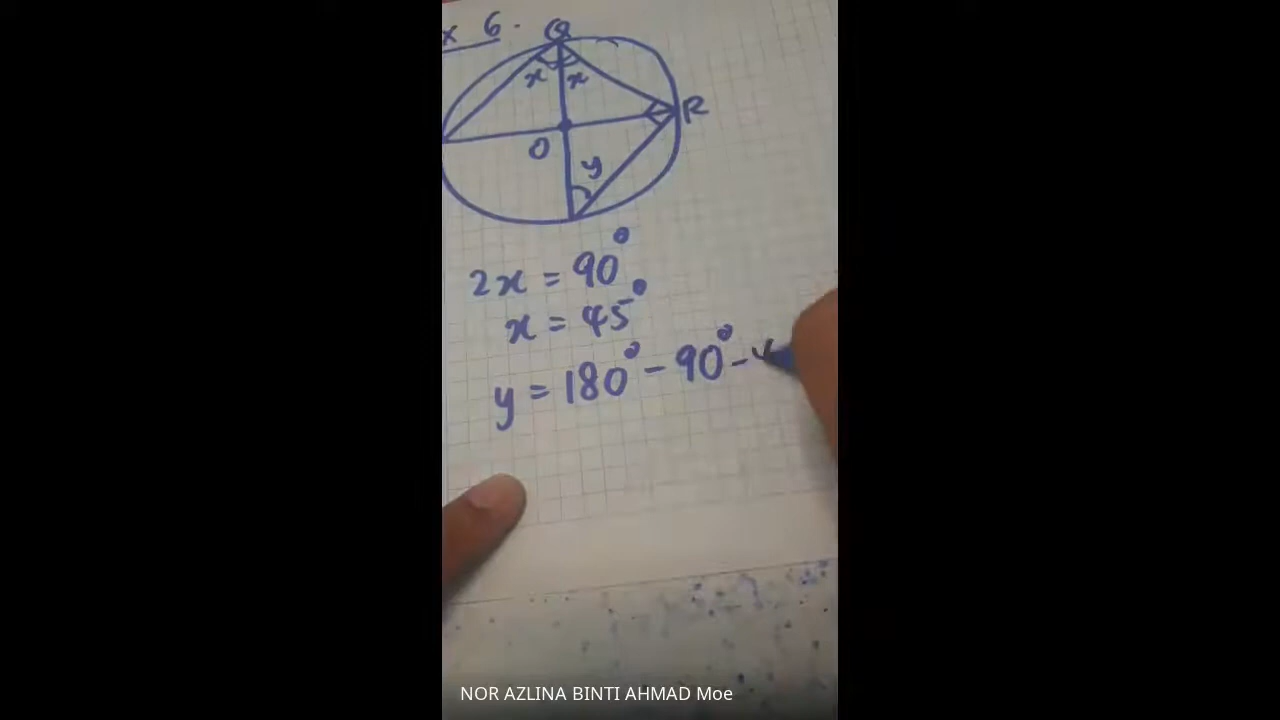 x 6.
Q
x x
R
O
y
2x = 90°
x = 45°
y = 180° - 90° -
NOR AZLINA BINTI AHMAD Moe